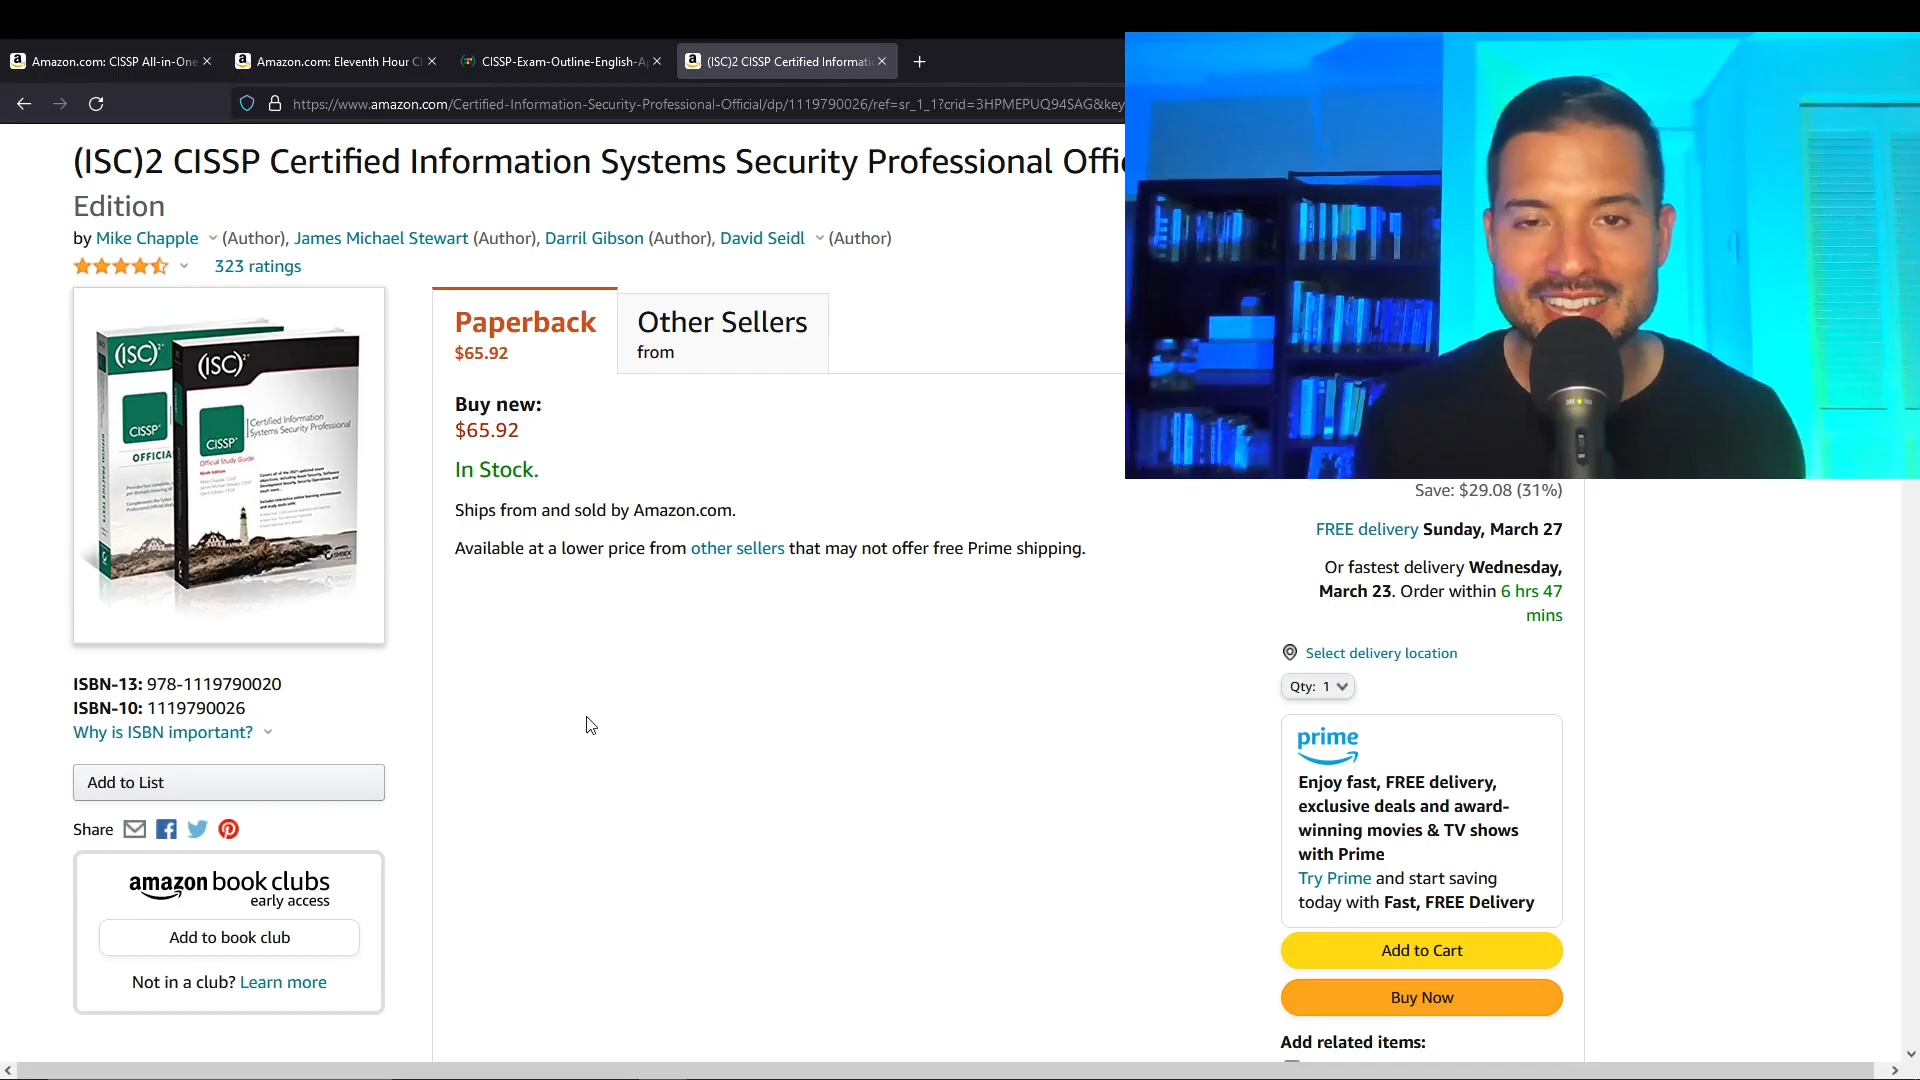 Amazon.com: CISSP All-in-One
Amazon.com: Eleventh Hour C
CISSP-Exam-Outline-English-A
(ISC)2 CISSP Certified Informati
https://www.amazon.com/Certified-Information-Security-Professional-Official/dp/1119790026/ref=sr_1_1?crid=3HPMEPUQ94SAG&key
(ISC)2 CISSP Certified Information Systems Security Professional Offi
Edition
by Mike Chapple (Author), James Michael Stewart (Author), Darril Gibson (Author), David Seidl (Author)
323 ratings
(ISC)2
CISSP
OFFICIA
(ISC)2
CISSP
Certified Information
Systems Security Professional
Official Study Guide
Ninth Edition
SYBEX
Paperback
$65.92
Other Sellers
from
Buy new:
$65.92
In Stock.
Ships from and sold by Amazon.com.
Available at a lower price from other sellers that may not offer free Prime shipping.
ISBN-13: 978-1119790020
ISBN-10: 1119790026
Why is ISBN important?
Add to List
Share
amazon book clubs
early access
Add to book club
Not in a club? Learn more
Save: $29.08 (31%)
FREE delivery Sunday, March 27
Or fastest delivery Wednesday,
March 23. Order within 6 hrs 47
mins
Select delivery location
Qty: 1
prime
Enjoy fast, FREE delivery,
exclusive deals and award-
winning movies & TV shows
with Prime
Try Prime and start saving
today with Fast, FREE Delivery
Add to Cart
Buy Now
Add related items: